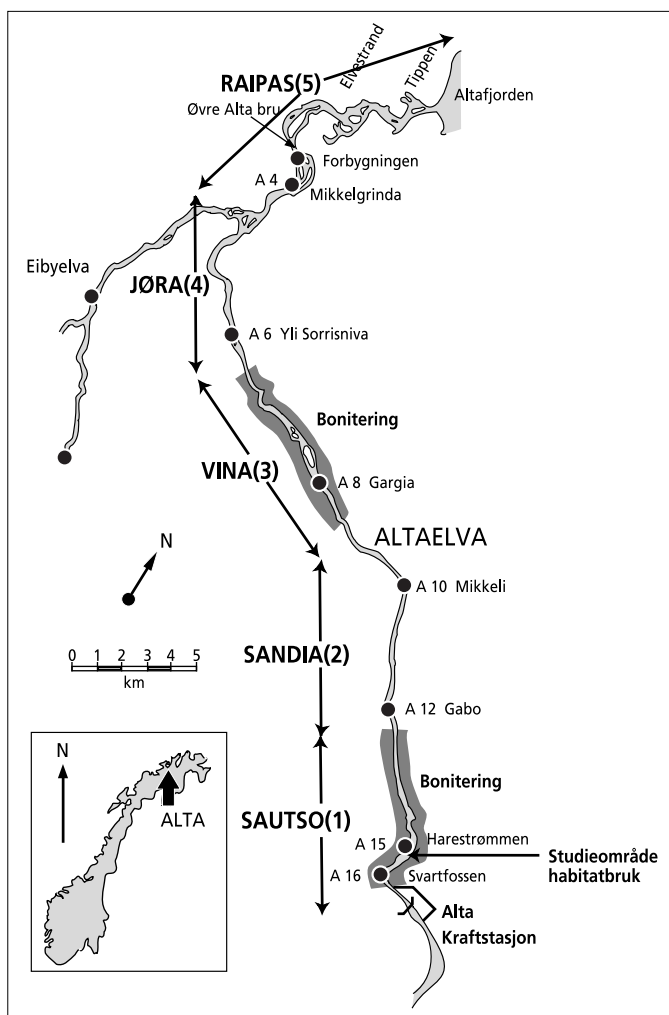 Elvestrand
Tippen
RAIPAS(5)
Altafjorden
Øvre Alta bru
Forbygningen
A 4
Mikkelgrinda
Eibyelva
JØRA(4)
A 6 Yli Sorrisniva
Bonitering
VINA(3)
A 8 Gargia
N
ALTAELVA
A 10 Mikkeli
0 1 2 3 4 5
km
SANDIA(2)
A 12 Gabo
N
ALTA
Bonitering
SAUTSO(1)
A 15 Harestrømmen
Studieområde
habitatbruk
A 16 Svartfossen
Alta
Kraftstasjon